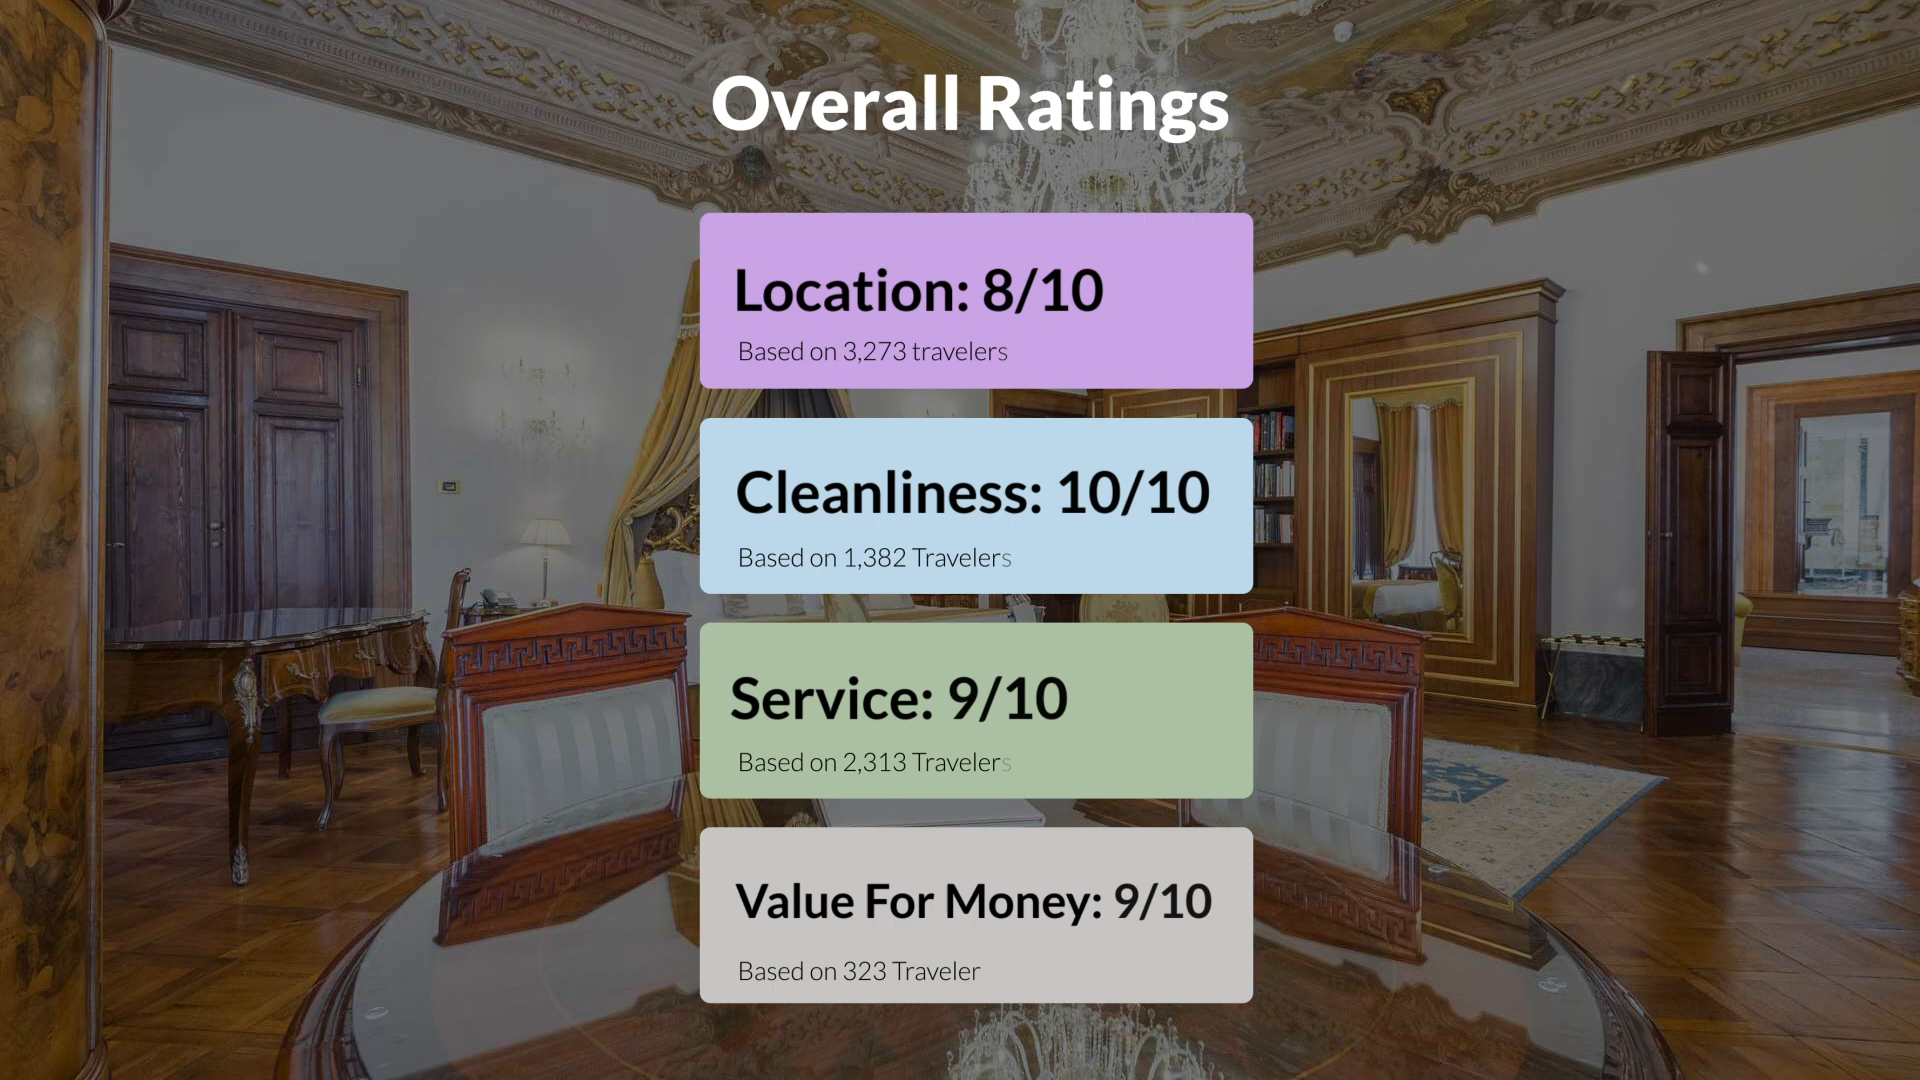 Overall Ratings
Location: 8/10
Based on 3,273 travelers
Cleanliness: 10/10
Based on 1,382 Travelers
Service: 9/10
Based on 2,313 Travelers
Value For Money: 9/10
Based on 323 Traveler